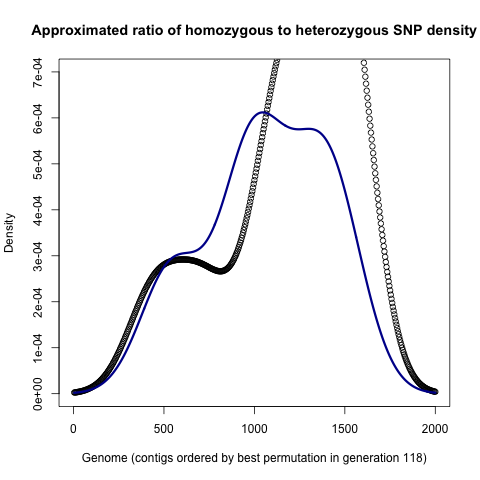 Approximated ratio of homozygous to heterozygous SNP density
Density
7e-04
6e-04
5e-04
4e-04
3e-04
2e-04
1e-04
0e+00
0 500 1000 1500 2000
Genome (contigs ordered by best permutation in generation 118)